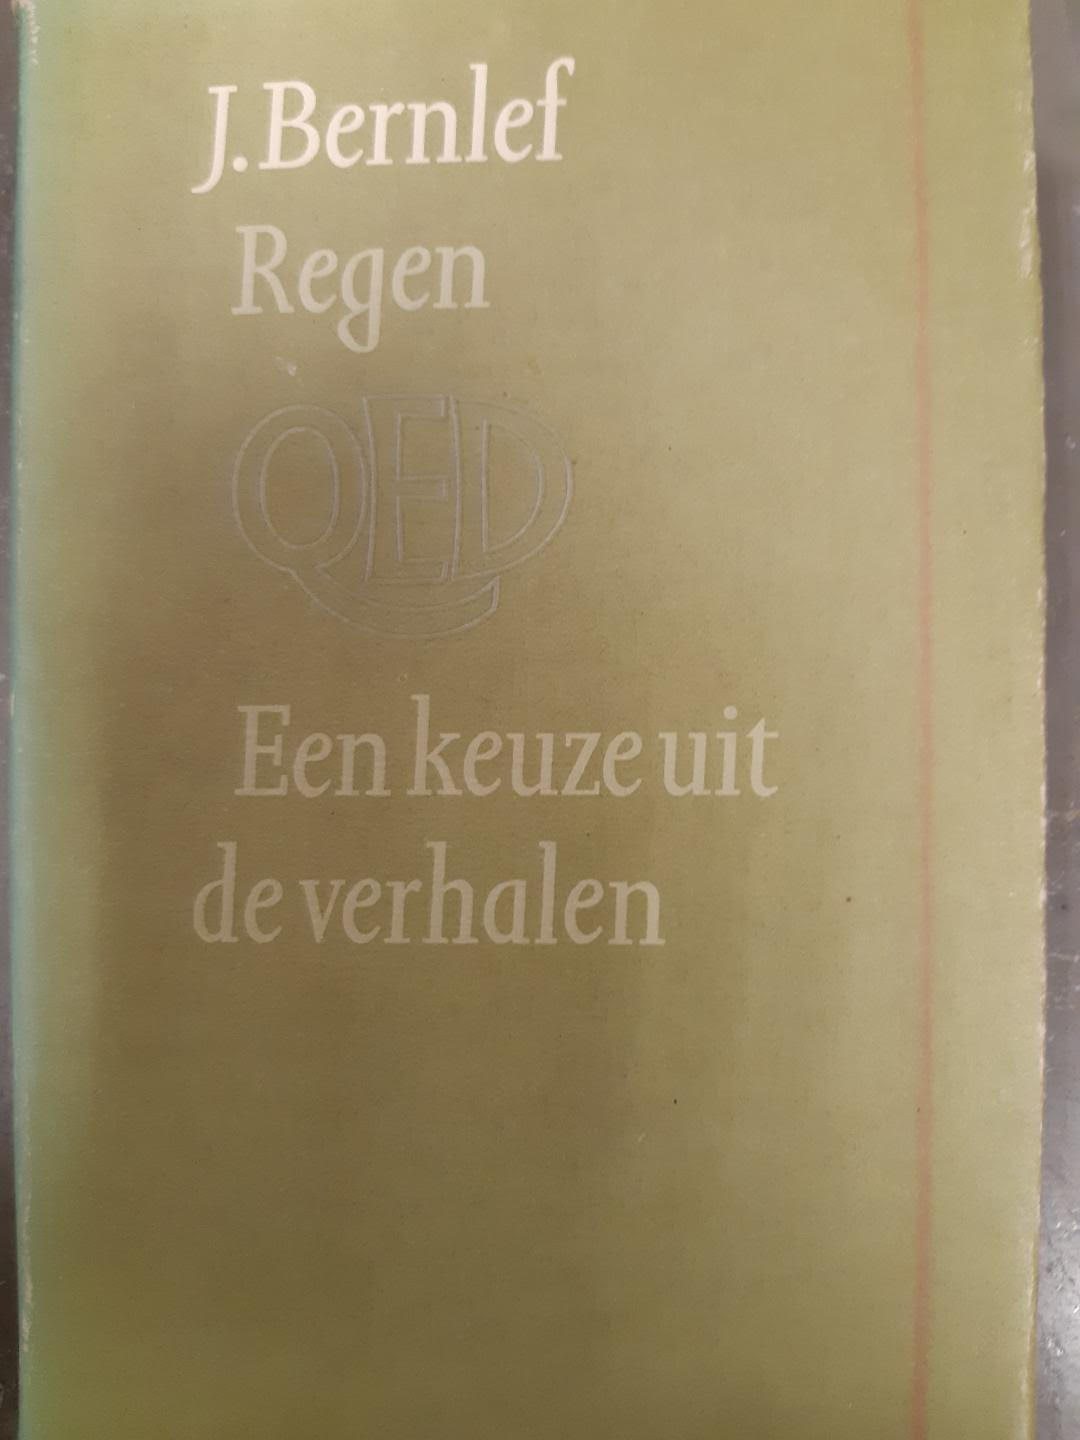 J. Bernlef
Regen
QED
Een keuze uit
de verhalen